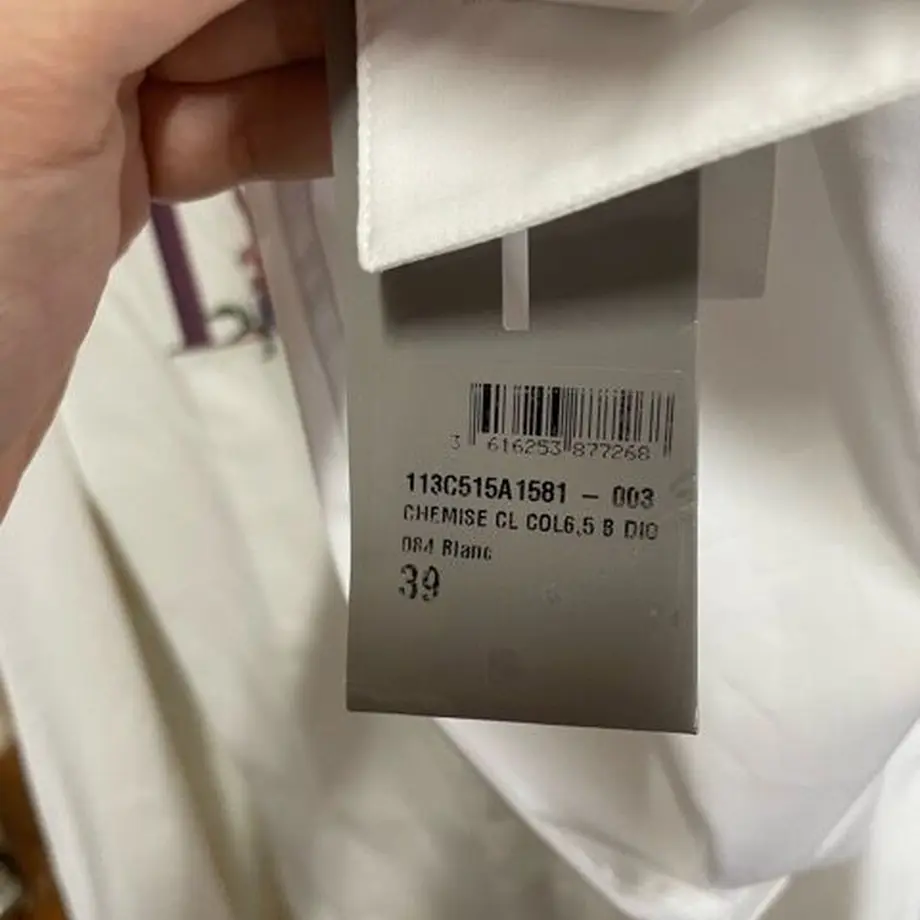 3 616253 877268
113C515A1581 – 003
CHEMISE CL COL6,5 B DIO
084 Blanc
39